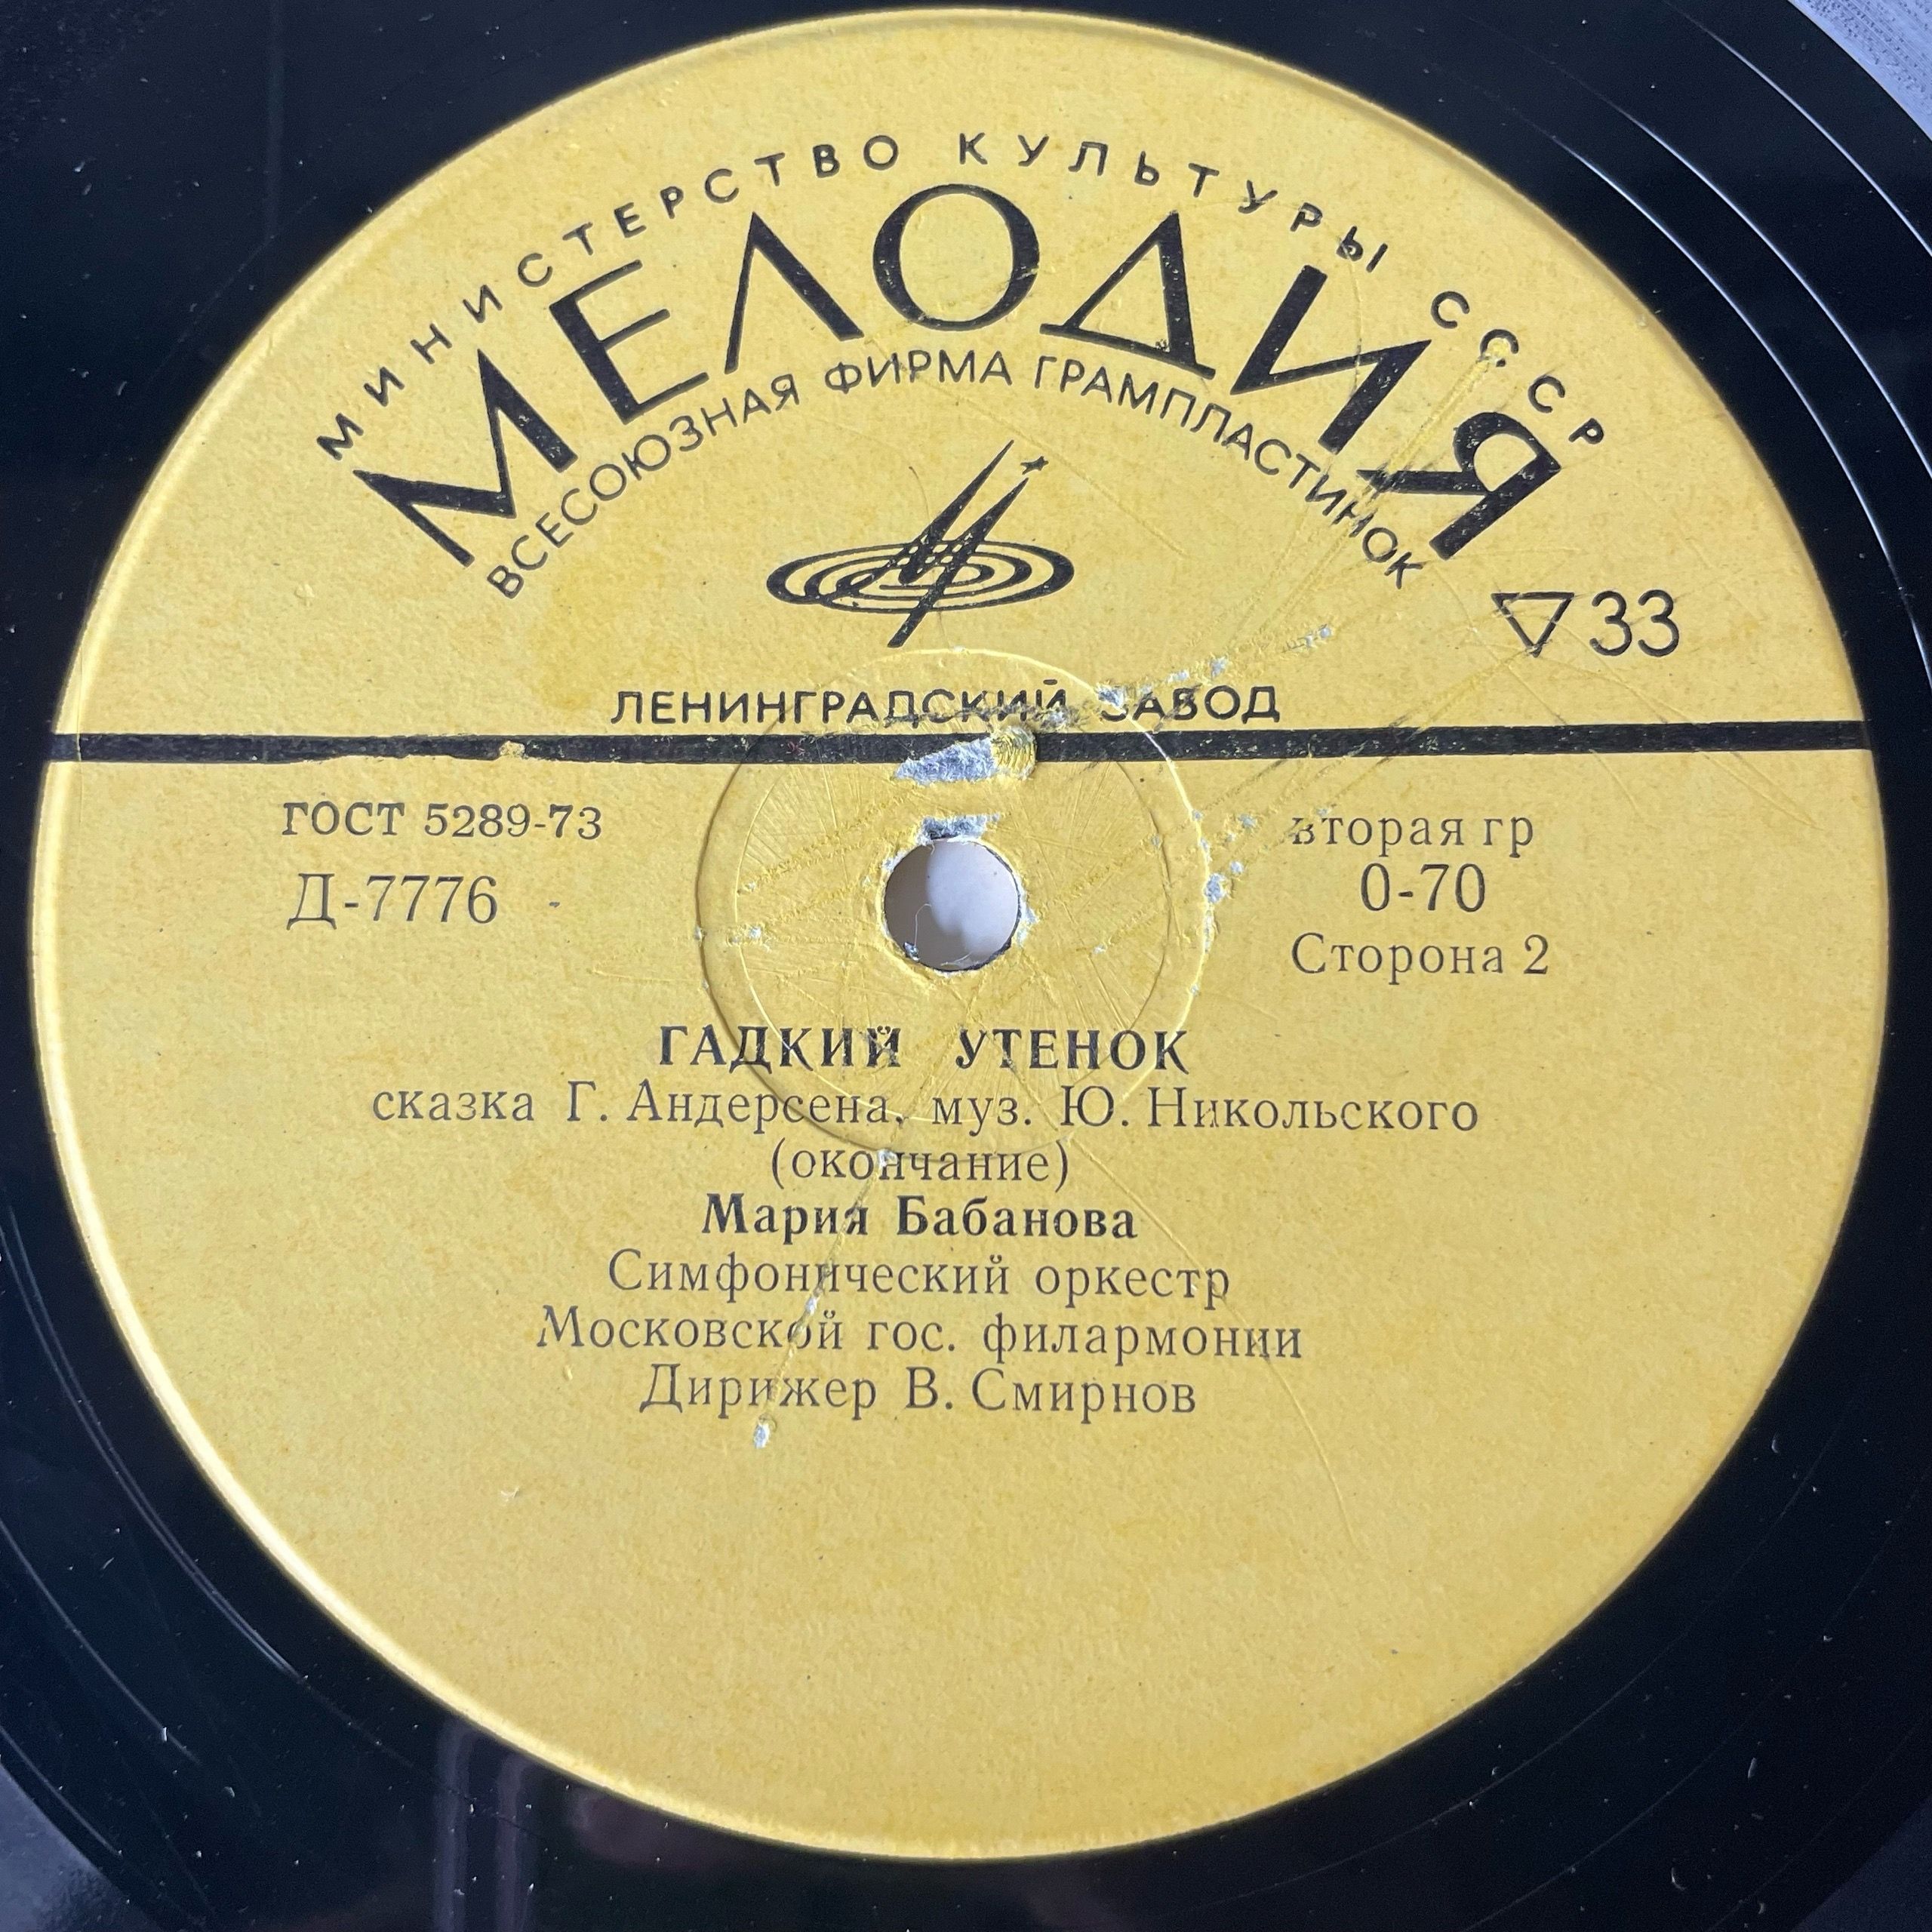 МИНИСТЕРСТВО КУЛЬТУРЫ СССР
МЕЛОДИЯ
ВСЕСОЮЗНАЯ ФИРМА ГРАМПЛАСТИНОК
33
ЛЕНИНГРАДСКИЙ ЗАВОД
ГОСТ 5289-73
Д-7776
вторая гр
0-70
Сторона 2
ГАДКИЙ УТЕНОК
сказка Г. Андерсена, муз. Ю. Никольского
(окончание)
Мария Бабанова
Симфонический оркестр
Московской гос. филармонии
Дирижер В. Смирнов